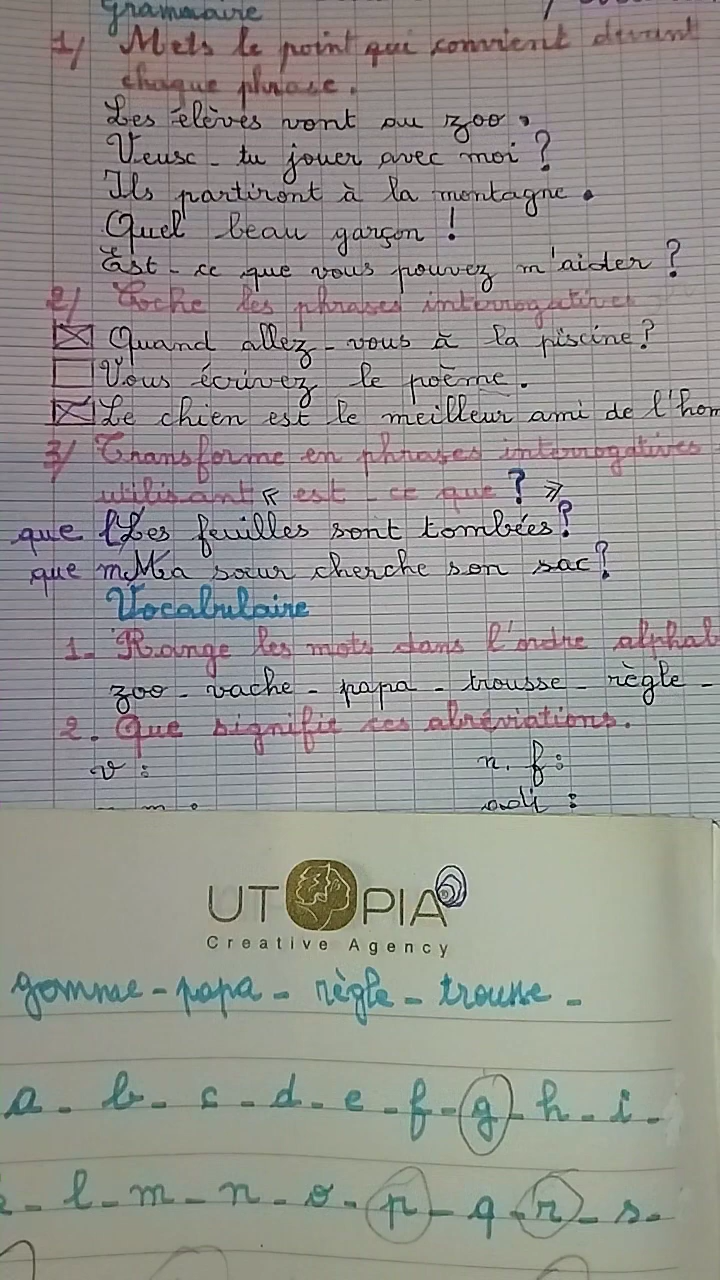 grammaire
1/ Mets le point qui convient devant
chaque phrase.
Les élèves vont au zoo.
Veux-tu jouer avec moi ?
Ils partiront à la montagne.
Quel beau garçon !
Est-ce que vous pouvez m'aider ?
2/ Coche les phrases interrogatives
Quand allez-vous à la piscine ?
Vous écrivez le poème.
Le chien est le meilleur ami de l'hom
3/ Transforme en phrases interrogatives
utilisant « est-ce que ? »
que l Les feuilles sont tombées ?
que m Ma sœur cherche son sac ?
Vocabulaire
1- Range les mots dans l'ordre alphab
zoo - vache - papa - trousse - règle -
2. Que signifie ces abréviations.
v : n. f :
n. m : adj :
UTOPIA
Creative Agency
gomme - papa - règle - trousse -
a - b - c - d - e - f - g - h - i -
- l - m - n - o - p - q - r - s -